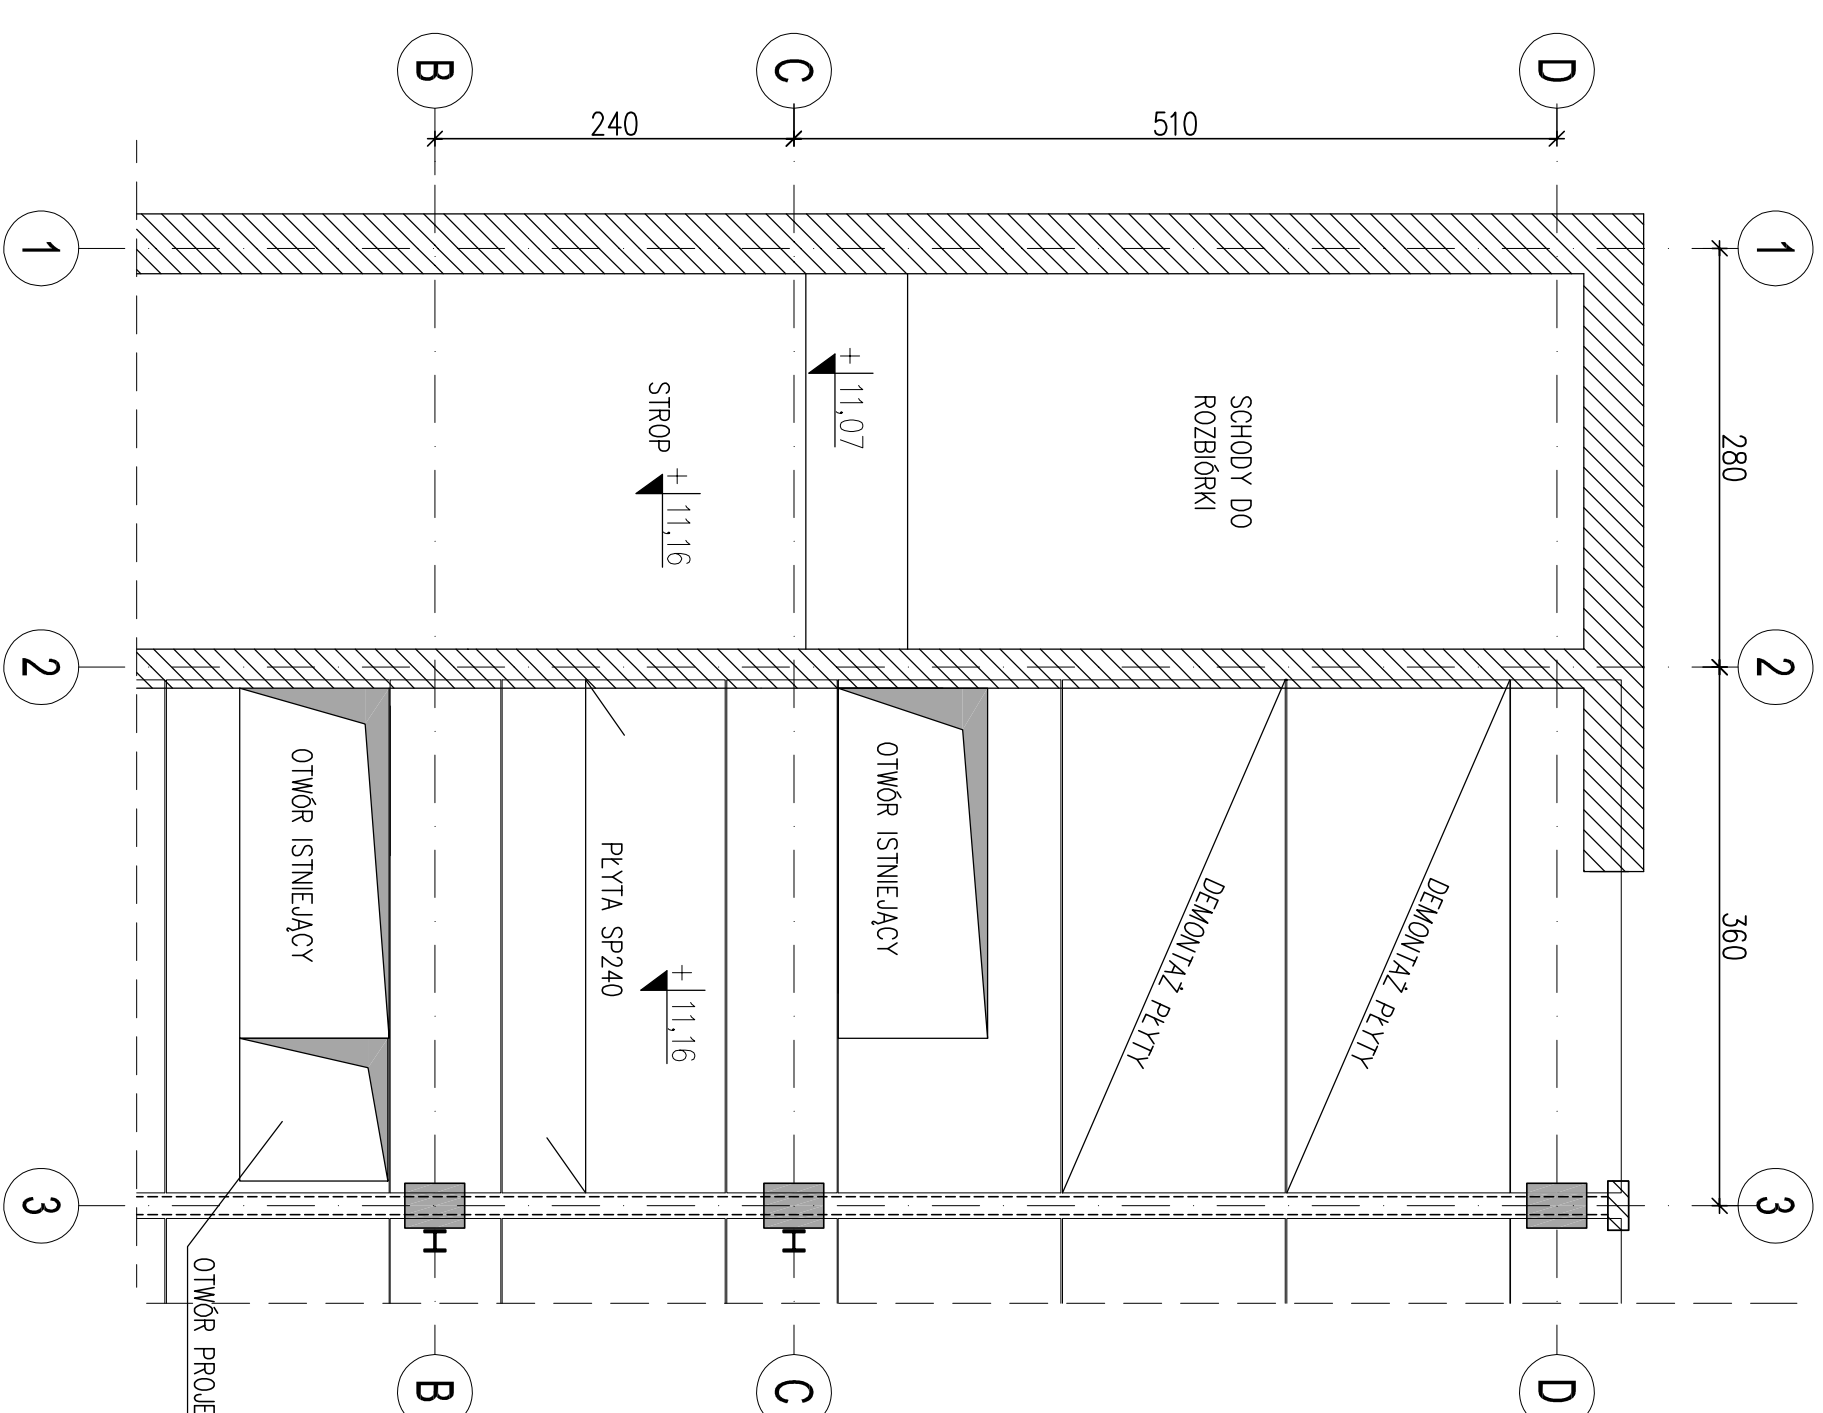 B
C
D
240
510
1
1
280
SCHODY DO
ROZBIÓRKI
+
11,07
STROP
+
11,16
2
2
OTWÓR ISTNIEJĄCY
PŁYTA SP240
+
11,16
OTWÓR ISTNIEJĄCY
DEMONTAŻ PŁYTY
DEMONTAŻ PŁYTY
360
3
3
OTWÓR PROJE
B
C
D